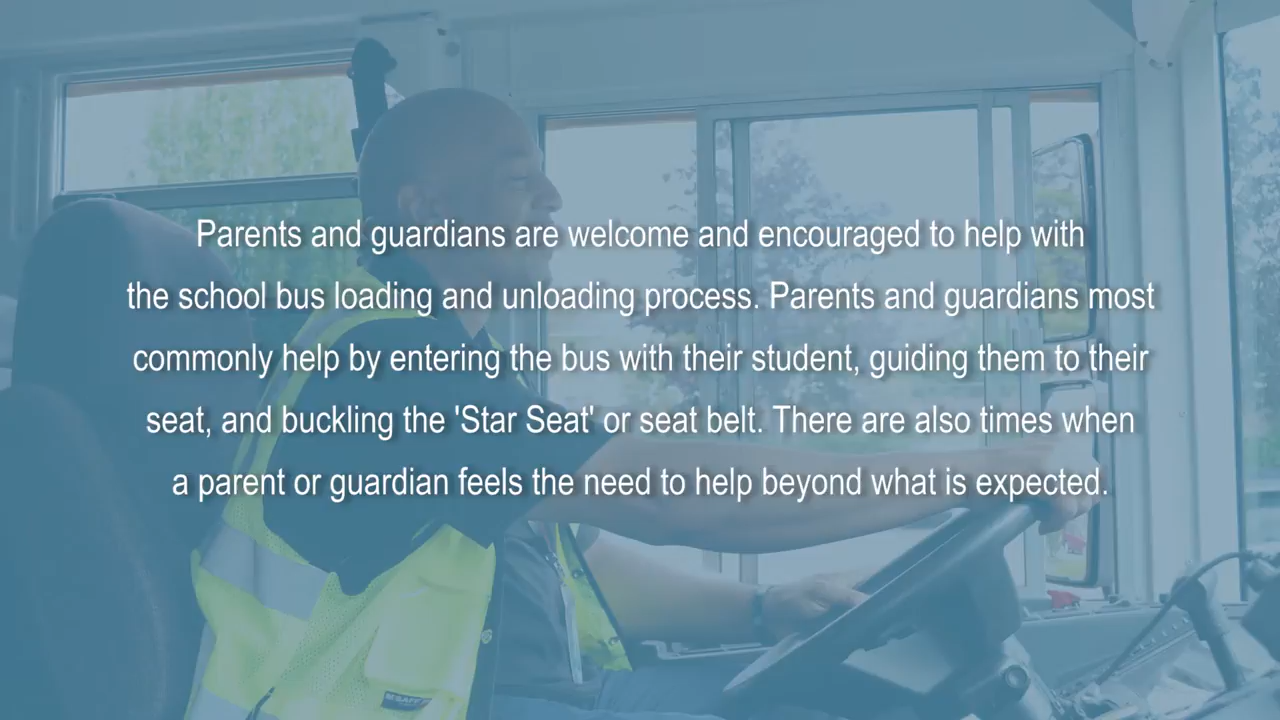 Parents and guardians are welcome and encouraged to help with
the school bus loading and unloading process. Parents and guardians most
commonly help by entering the bus with their student, guiding them to their
seat, and buckling the 'Star Seat' or seat belt. There are also times when
a parent or guardian feels the need to help beyond what is expected.